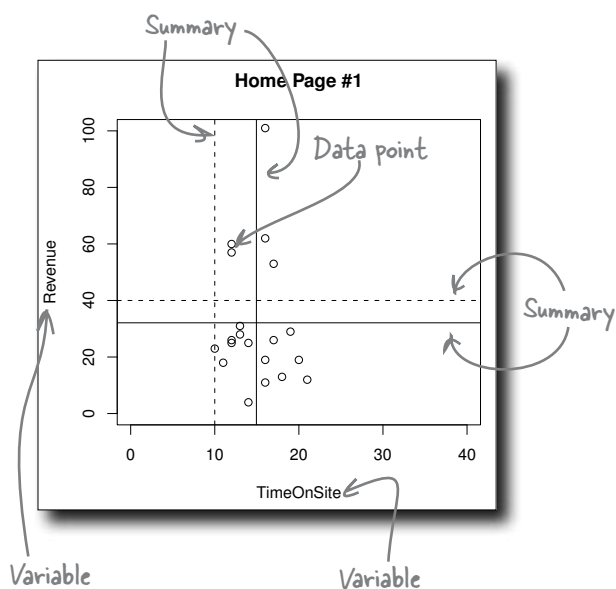 Summary
Home Page #1
Data point
Summary
Revenue
100
80
60
40
20
0
0 10 20 30 40
TimeOnSite
Variable
Variable